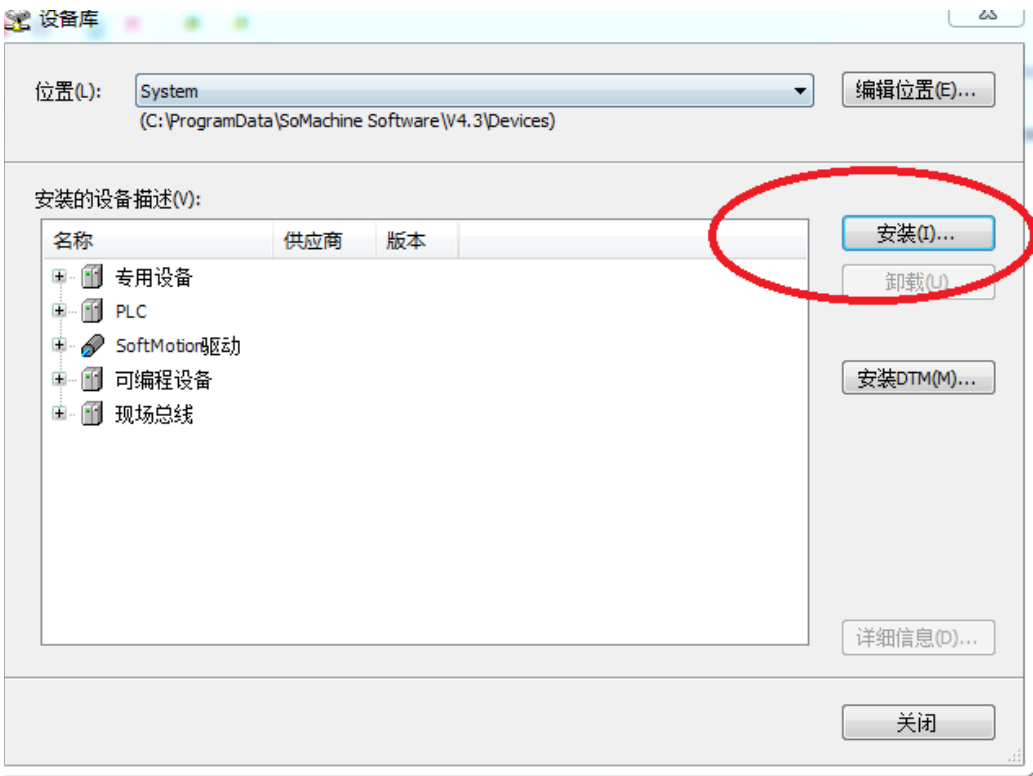 设备库
位置(L):
System
编辑位置(E)...
(C:\ProgramData\SoMachine Software\V4.3\Devices)
安装的设备描述(V):
名称 供应商 版本
安装(I)...
专用设备
卸载(U)
PLC
SoftMotion驱动
可编程设备
安装DTM(M)...
现场总线
详细信息(D)...
关闭